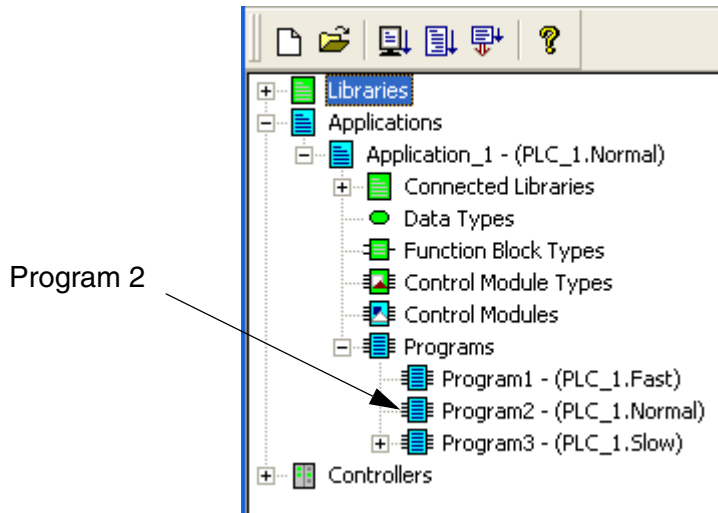 Libraries
Applications
Application_1 - (PLC_1.Normal)
Connected Libraries
Data Types
Function Block Types
Control Module Types
Control Modules
Programs
Program1 - (PLC_1.Fast)
Program2 - (PLC_1.Normal)
Program3 - (PLC_1.Slow)
Controllers
Program 2